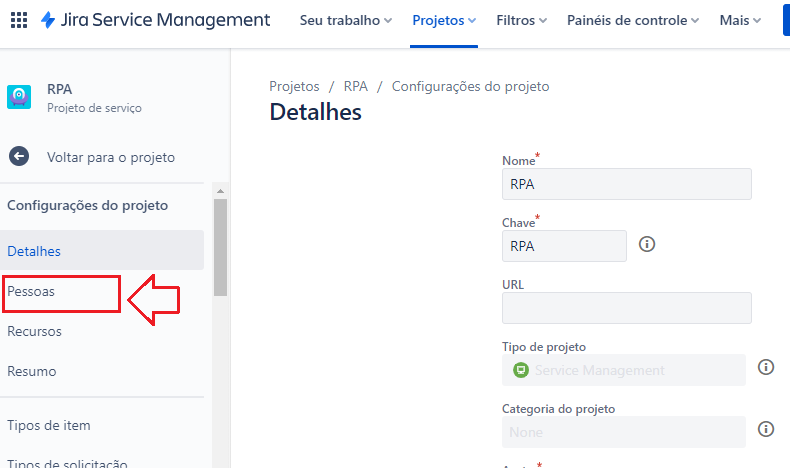 Jira Service Management Seu trabalho Projetos Filtros Painéis de controle Mais
RPA
Projeto de serviço
Voltar para o projeto
Configurações do projeto
Detalhes
Pessoas
Recursos
Resumo
Tipos de item
Tipos de solicitação
Projetos / RPA / Configurações do projeto
Detalhes
Nome*
RPA
Chave*
RPA
URL
Tipo de projeto
Service Management
Categoria do projeto
None